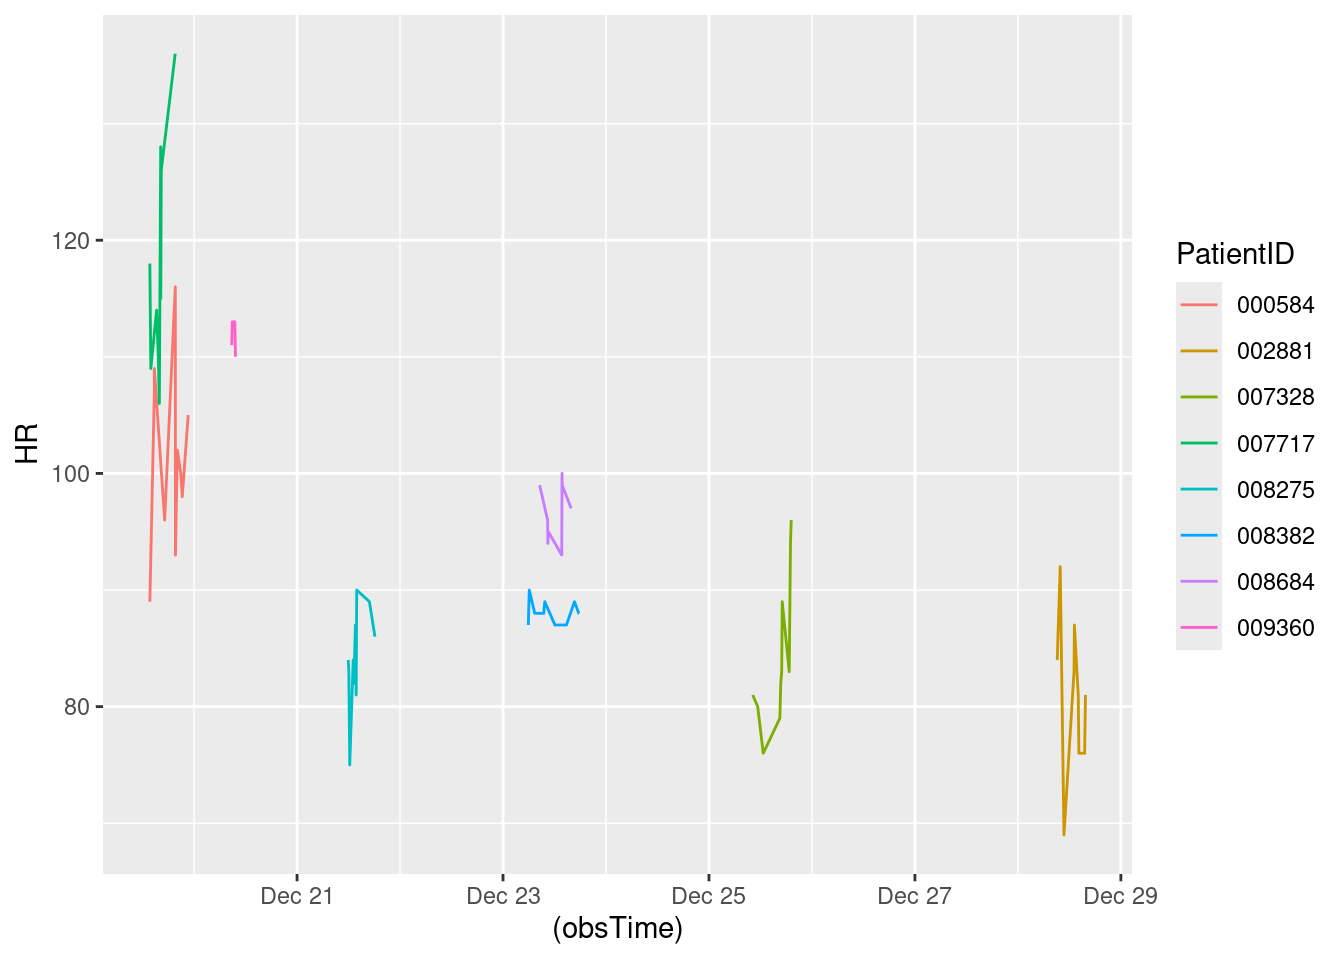 120
100
80
HR
Dec 21
Dec 23
Dec 25
Dec 27
Dec 29
(obsTime)
PatientID
000584
002881
007328
007717
008275
008382
008684
009360